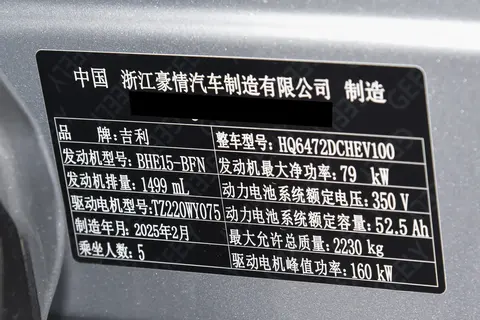 中国 浙江豪情汽车制造有限公司 制造
品 牌:吉利 整车型号:HQ6472DCHEV100
发动机型号:BHE15-BFN 发动机最大净功率:79 kW
发动机排量:1499 mL 动力电池系统额定电压:350 V
驱动电机型号:TZ220WY075 动力电池系统额定容量:52.5 Ah
制造年月:2025年2月 最大允许总质量:2230 kg
乘坐人数:5 驱动电机峰值功率:160 kW